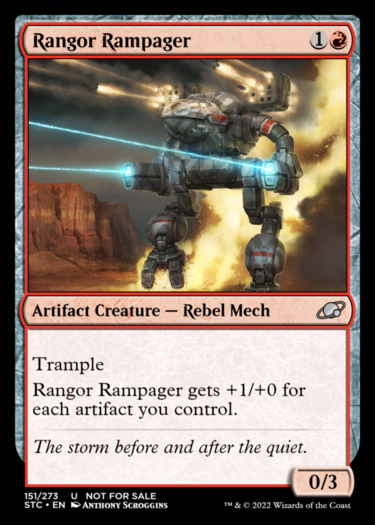 Rangor Rampager 1
Artifact Creature — Rebel Mech
Trample
Rangor Rampager gets +1/+0 for
each artifact you control.
The storm before and after the quiet.
0/3
151/273 U NOT FOR SALE
STC • EN Anthony Scroggins
™ & © 2022 Wizards of the Coast